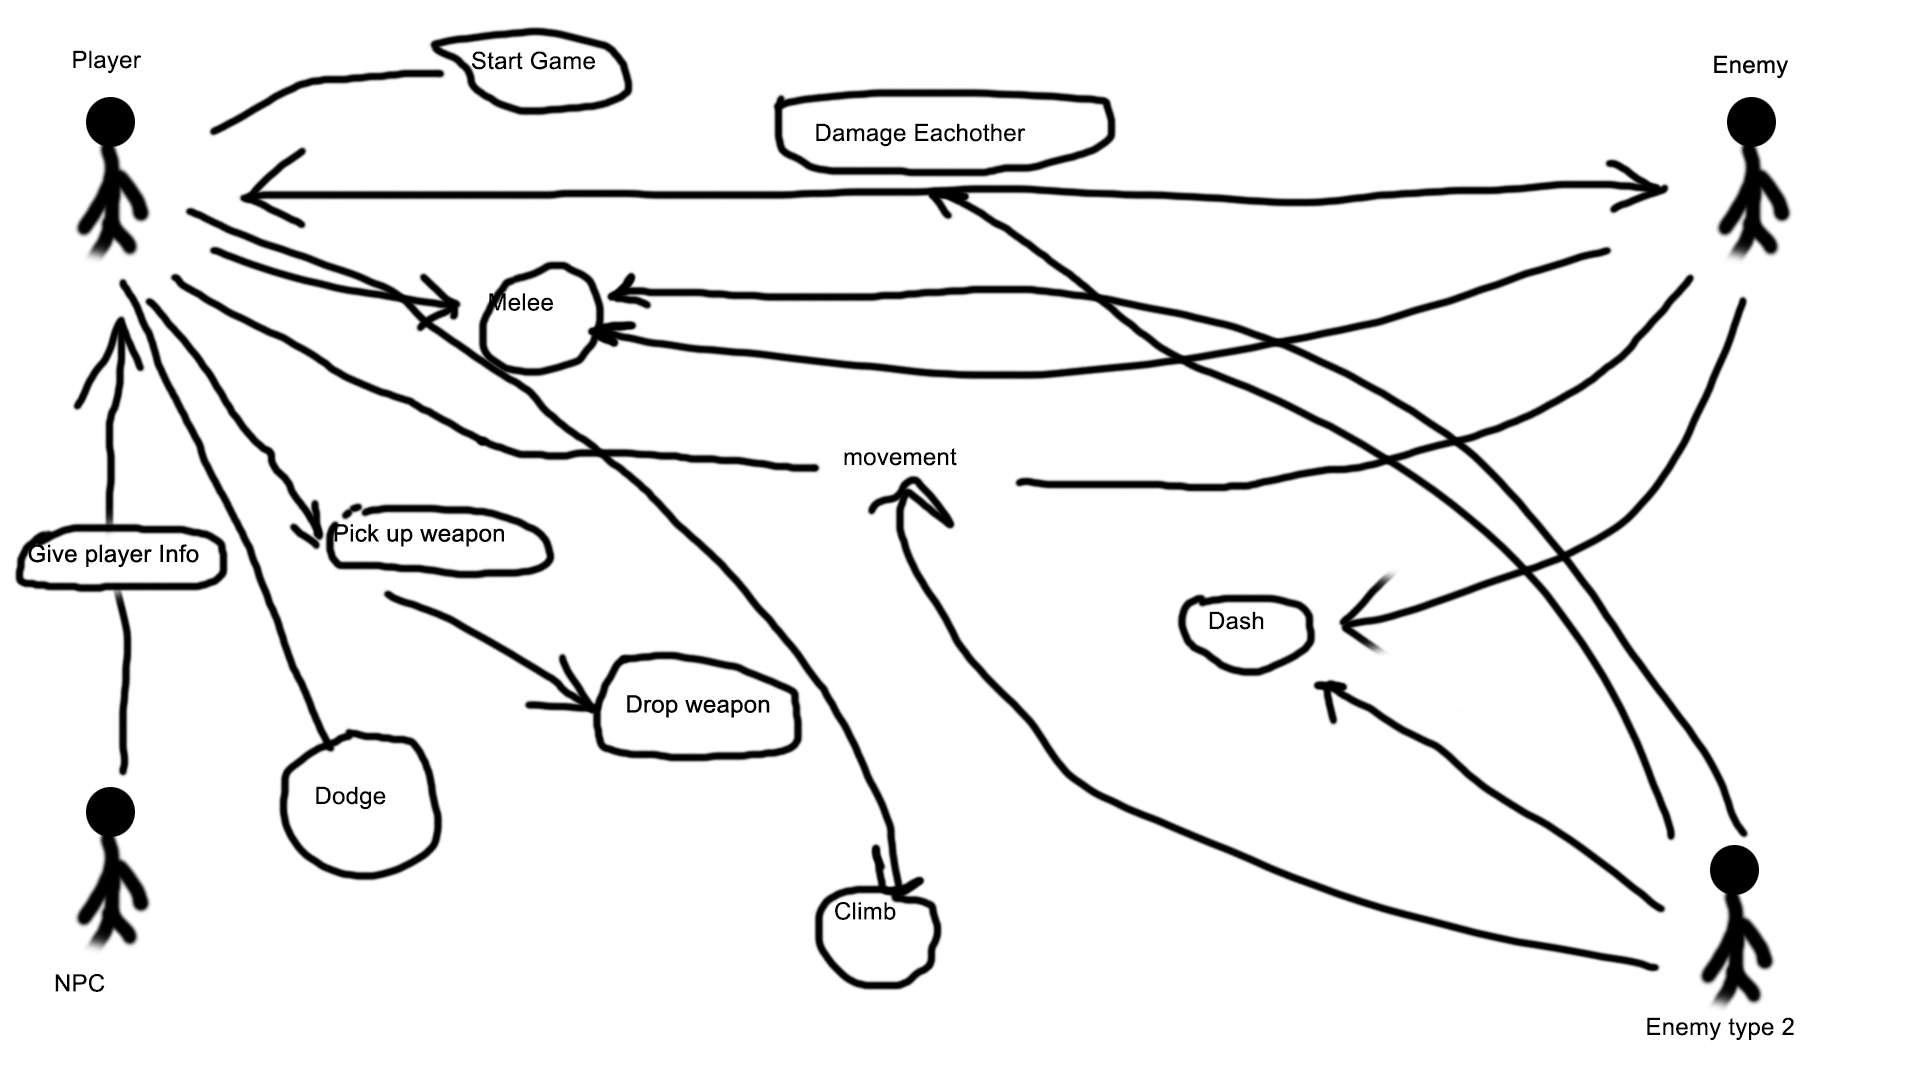 Player
Start Game
Enemy
Damage Eachother
Melee
movement
Pick up weapon
Give player Info
Dash
Drop weapon
Dodge
Climb
NPC
Enemy type 2